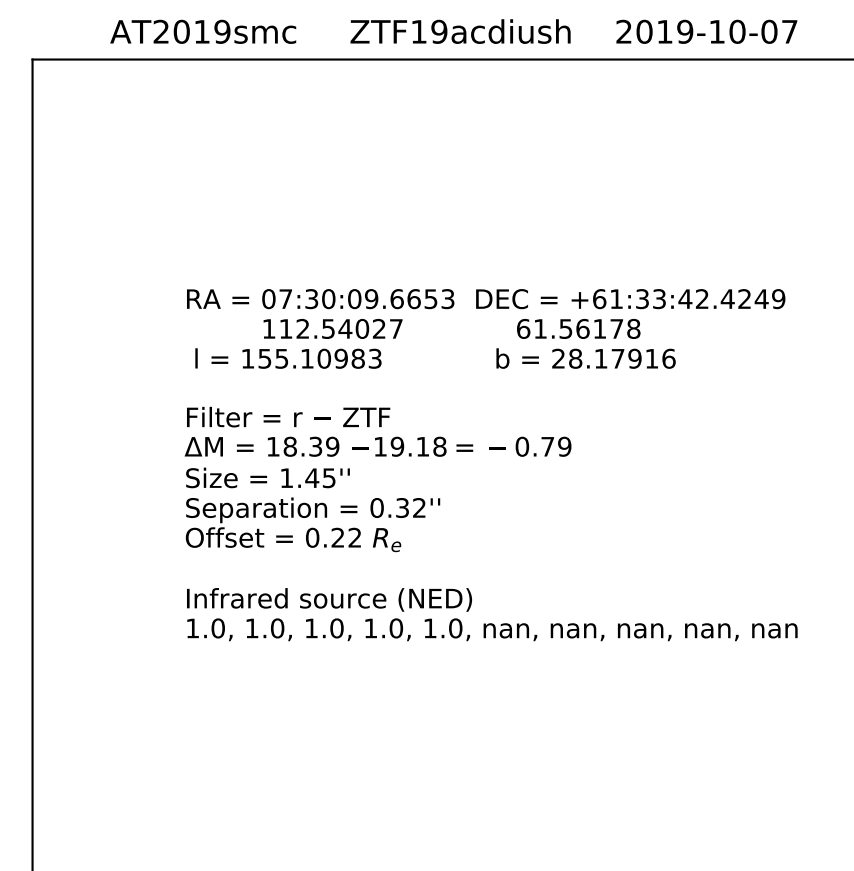 AT2019smc ZTF19acdiush 2019-10-07
RA = 07:30:09.6653 DEC = +61:33:42.4249
112.54027 61.56178
l = 155.10983 b = 28.17916
Filter = r − ZTF
ΔM = 18.39 −19.18 = − 0.79
Size = 1.45''
Separation = 0.32''
Offset = 0.22 Re
Infrared source (NED)
1.0, 1.0, 1.0, 1.0, 1.0, nan, nan, nan, nan, nan